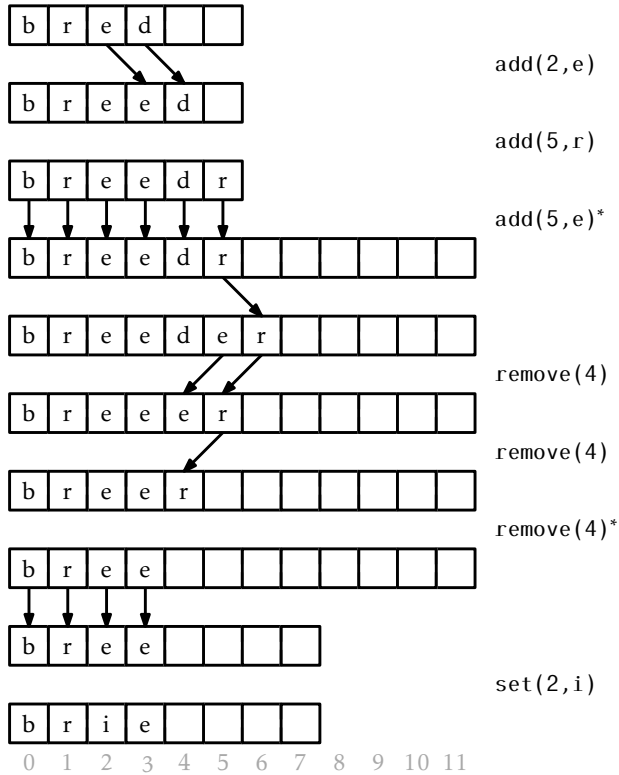 b r e d
add(2,e)
b r e e d
add(5,r)
b r e e d r
add(5,e)*
b r e e d r
b r e e d e r
remove(4)
b r e e e r
remove(4)
b r e e r
remove(4)*
b r e e
b r e e
set(2,i)
b r i e
0 1 2 3 4 5 6 7 8 9 10 11